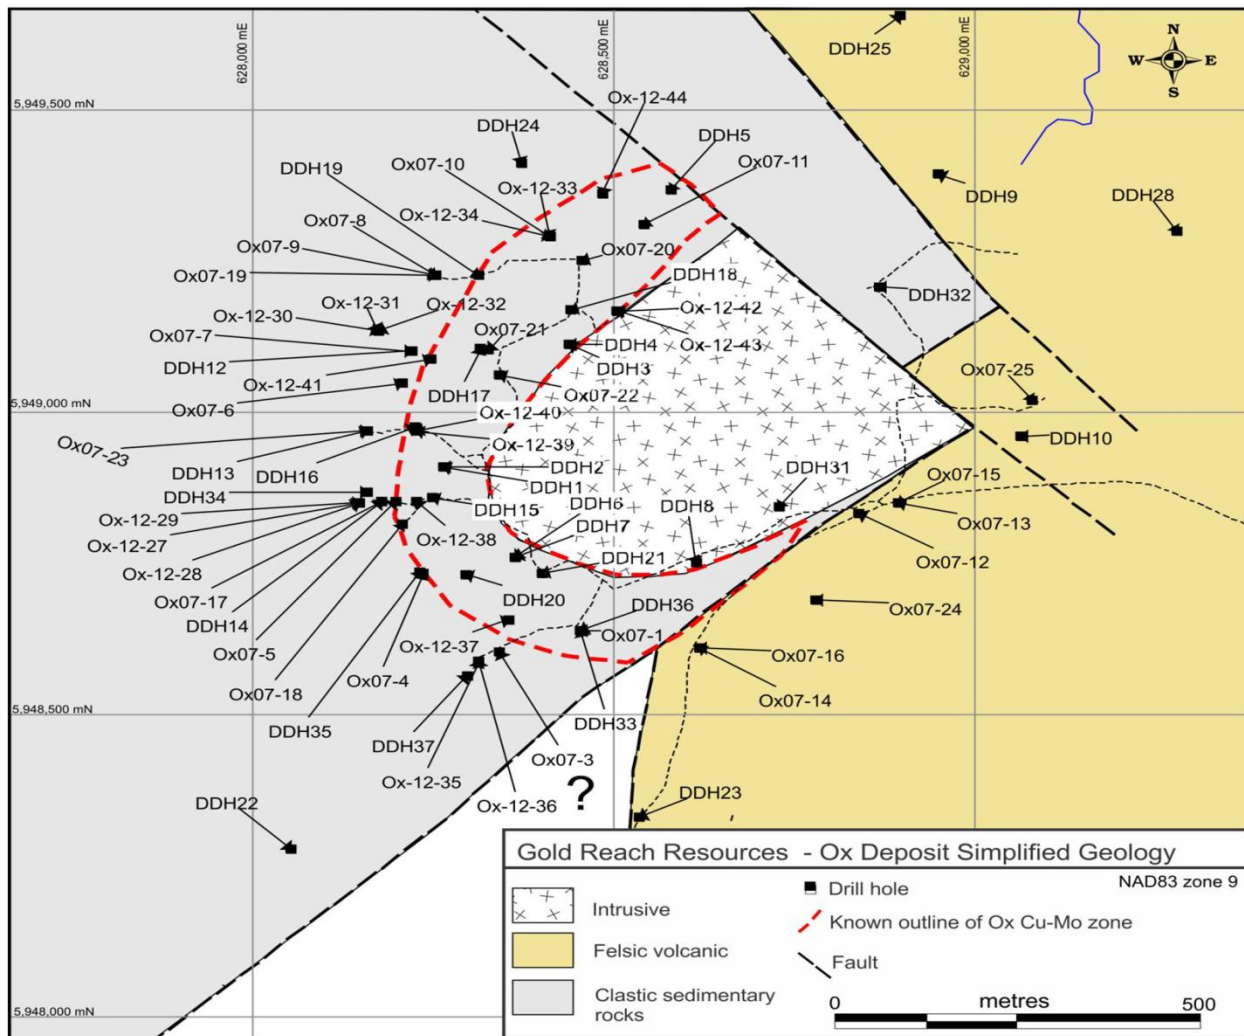 628,000 mE
628,500 mE
629,000 mE
N
W E
S
DDH25
5,949,500 mN
Ox-12-44
DDH24
DDH5
Ox07-10
Ox07-11
DDH19
Ox-12-33
Ox07-8
Ox-12-34
DDH9
DDH28
Ox07-9
Ox07-20
Ox07-19
DDH18
DDH32
Ox-12-31
Ox-12-32
Ox-12-30
Ox-12-42
Ox07-7
Ox07-21
DDH4
Ox-12-43
DDH12
DDH3
Ox07-25
Ox-12-41
DDH17
Ox07-22
Ox07-6
5,949,000 mN
Ox-12-40
Ox07-23
Ox-12-39
DDH10
DDH13
DDH16
DDH2
DDH31
Ox07-15
DDH34
DDH1
DDH15
DDH6
DDH8
Ox-12-29
DDH7
Ox07-13
Ox-12-27
Ox-12-38
DDH21
Ox07-12
Ox-12-28
Ox07-17
DDH20
DDH36
Ox07-24
DDH14
Ox-12-37
Ox07-1
Ox07-5
Ox07-16
Ox07-4
Ox07-18
Ox07-14
5,948,500 mN
DDH35
DDH33
DDH37
Ox07-3
Ox-12-35
?
DDH23
DDH22
Ox-12-36
Gold Reach Resources - Ox Deposit Simplified Geology
NAD83 zone 9
Intrusive
Drill hole
Known outline of Ox Cu-Mo zone
Felsic volcanic
Fault
Clastic sedimentary
rocks
0 metres 500
5,948,000 mN